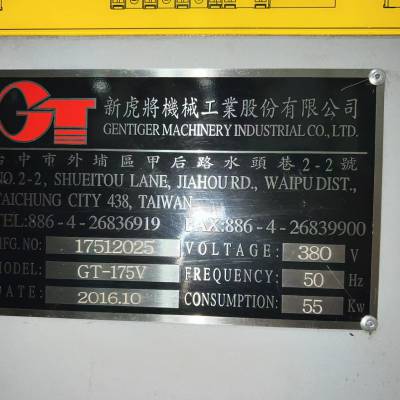 GT
新虎將機械工業股份有限公司
GENTIGER MACHINERY INDUSTRIAL CO., LTD.
台中市外埔區甲后路水頭巷2-2號
NO. 2-2, SHUEITOU LANE, JIAHOU RD., WAIPU DIST.,
TAICHUNG CITY 438, TAIWAN
TEL:886-4-26836919 FAX:886-4-26839900
MFG.NO: 17512025 VOLTAGE: 380 V
MODEL: GT-175V FREQUENCY: 50 Hz
DATE: 2016.10 CONSUMPTION: 55 Kw